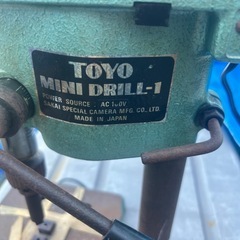 TOYO
MINI DRILL-1
POWER SOURCE : AC 100V
SAKAI SPECIAL CAMERA MFG. CO., LTD.
MADE IN JAPAN